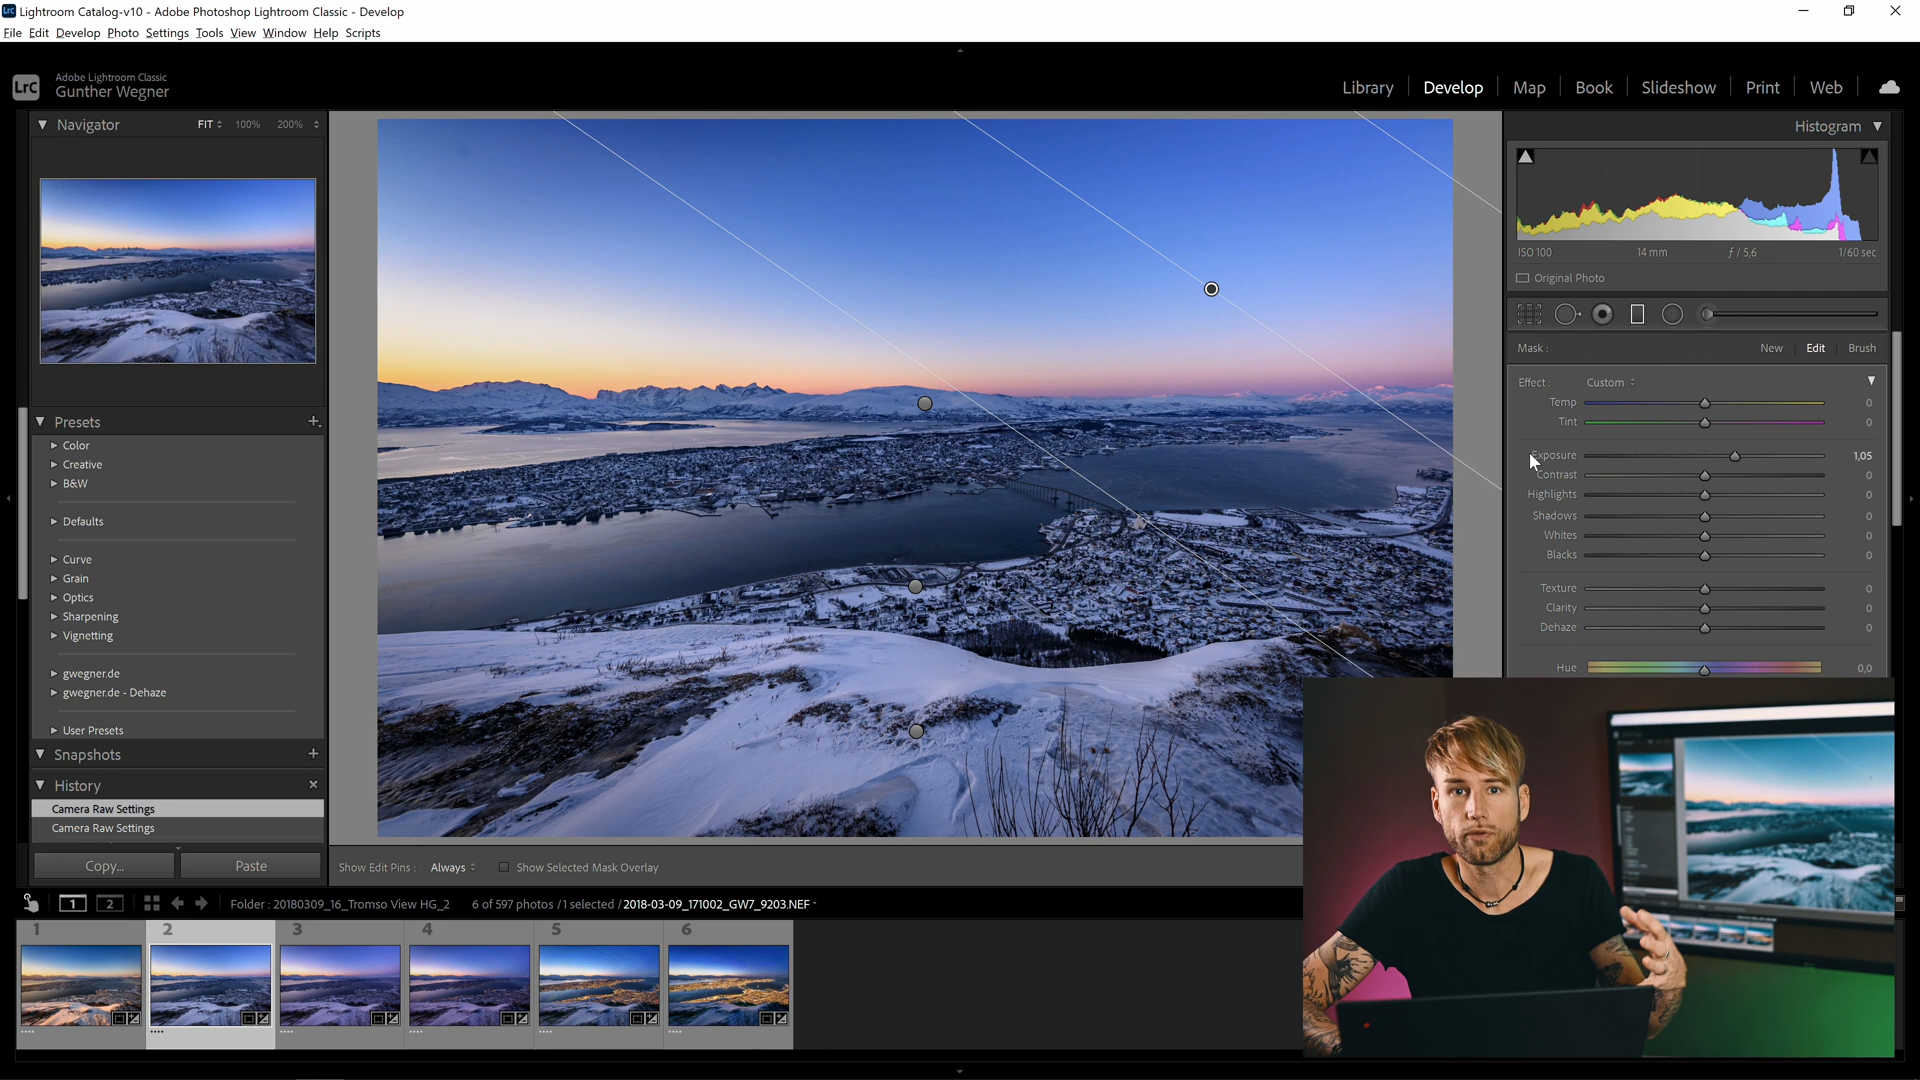 Lrc Lightroom Catalog-v10 - Adobe Photoshop Lightroom Classic - Develop
File Edit Develop Photo Settings Tools View Window Help Scripts
LrC
Adobe Lightroom Classic
Gunther Wegner
Library Develop Map Book Slideshow Print Web
Navigator FIT 100% 200%
Histogram
ISO 100 14 mm ƒ / 5,6 1/60 sec
Original Photo
Mask : New Edit Brush
Effect : Custom
Temp 0
Tint 0
Exposure 1,05
Contrast 0
Highlights 0
Shadows 0
Whites 0
Blacks 0
Texture 0
Clarity 0
Dehaze 0
Hue 0,0
Presets
Color
Creative
B&W
Defaults
Curve
Grain
Optics
Sharpening
Vignetting
gwegner.de
gwegner.de - Dehaze
User Presets
Snapshots
History
Camera Raw Settings
Camera Raw Settings
Copy... Paste
Show Edit Pins : Always Show Selected Mask Overlay
1 2 Folder : 20180309_16_Tromso View HG_2 6 of 597 photos / 1 selected / 2018-03-09_171002_GW7_9203.NEF
1 2 3 4 5 6